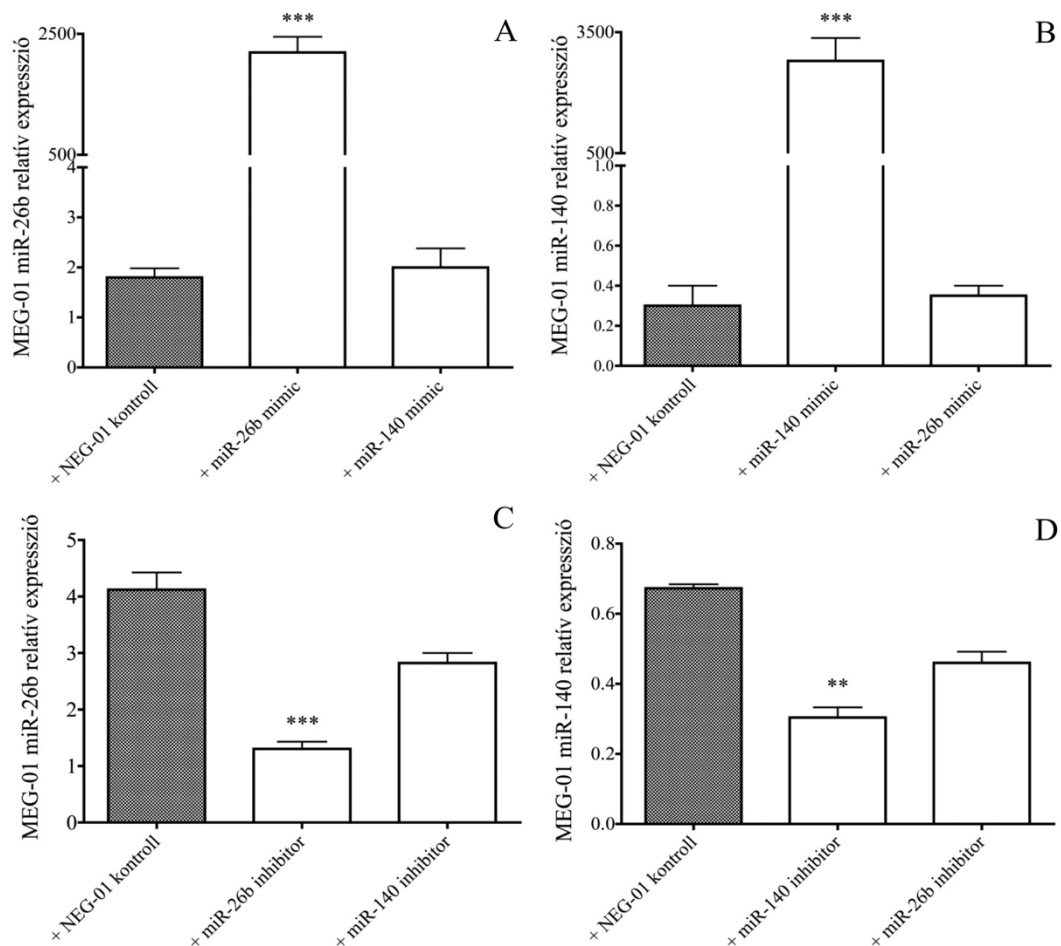 A
MEG-01 miR-26b relatív expresszió
2500
500
4
3
2
1
0
***
+ NEG-01 kontroll
+ miR-26b mimic
+ miR-140 mimic
B
MEG-01 miR-140 relatív expresszió
3500
500
1.0
0.8
0.6
0.4
0.2
0.0
***
+ NEG-01 kontroll
+ miR-140 mimic
+ miR-26b mimic
C
MEG-01 miR-26b relatív expresszió
5
4
3
2
1
0
***
+ NEG-01 kontroll
+ miR-26b inhibitor
+ miR-140 inhibitor
D
MEG-01 miR-140 relatív expresszió
0.8
0.6
0.4
0.2
0.0
**
+ NEG-01 kontroll
+ miR-140 inhibitor
+ miR-26b inhibitor